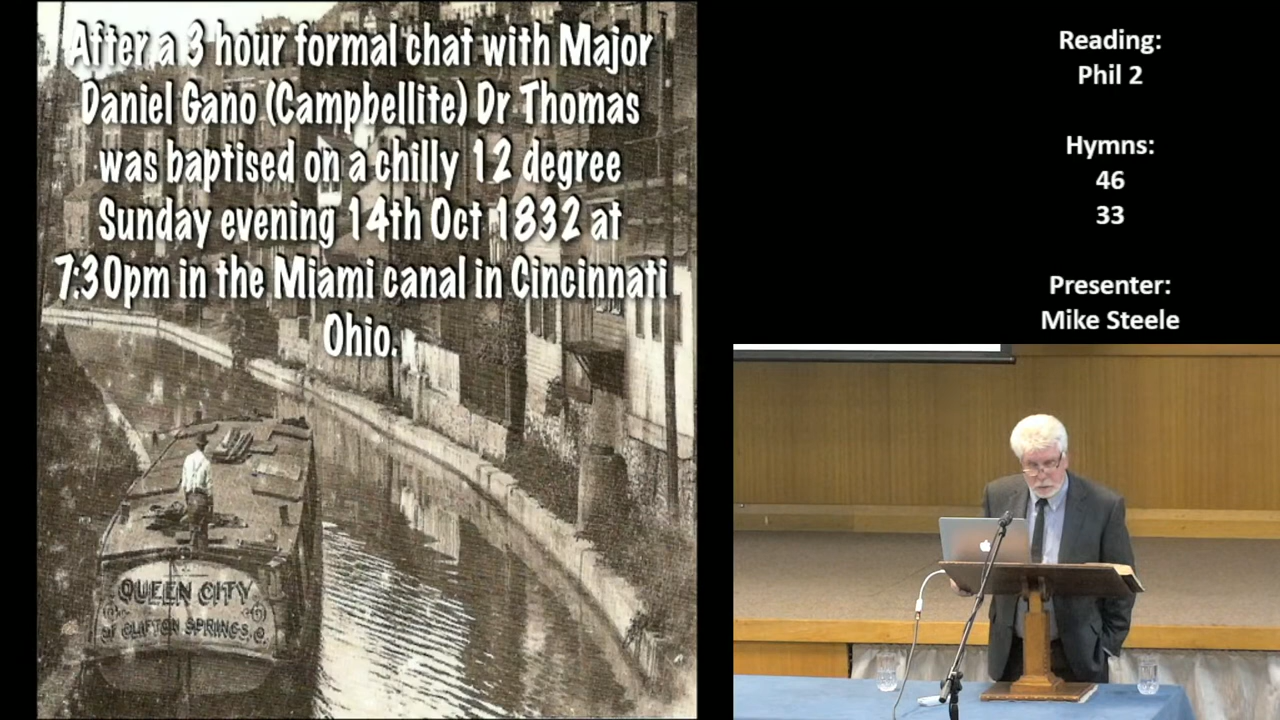 After a 3 hour formal chat with Major
Daniel Gano (Campbellite) Dr Thomas
was baptised on a chilly 12 degree
Sunday evening 14th Oct 1832 at
7:30pm in the Miami canal in Cincinnati
Ohio.
QUEEN CITY
OF CLIFTON SPRINGS, O.
Reading:
Phil 2
Hymns:
46
33
Presenter:
Mike Steele